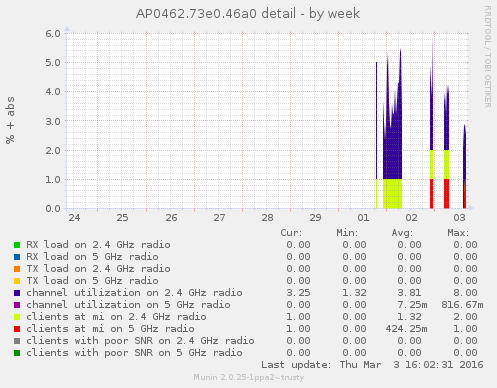 AP0462.73e0.46a0 detail - by week
RRDTOOL / TOBI OETIKER
% + abs
6.0
5.0
4.0
3.0
2.0
1.0
0.0
24 25 26 27 28 29 01 02 03
Cur: Min: Avg: Max:
RX load on 2.4 GHz radio 0.00 0.00 0.00 0.00
RX load on 5 GHz radio 0.00 0.00 0.00 0.00
TX load on 2.4 GHz radio 0.00 0.00 0.00 0.00
TX load on 5 GHz radio 0.00 0.00 0.00 0.00
channel utilization on 2.4 GHz radio 3.25 1.32 3.81 8.00
channel utilization on 5 GHz radio 0.00 0.00 7.25m 816.67m
clients at mi on 2.4 GHz radio 1.00 1.00 1.32 2.00
clients at mi on 5 GHz radio 1.00 0.00 424.25m 1.00
clients with poor SNR on 2.4 GHz radio 0.00 0.00 0.00 0.00
clients with poor SNR on 5 GHz radio 0.00 0.00 0.00 0.00
Last update: Thu Mar 3 16:02:31 2016
Munin 2.0.25-1ppa2~trusty